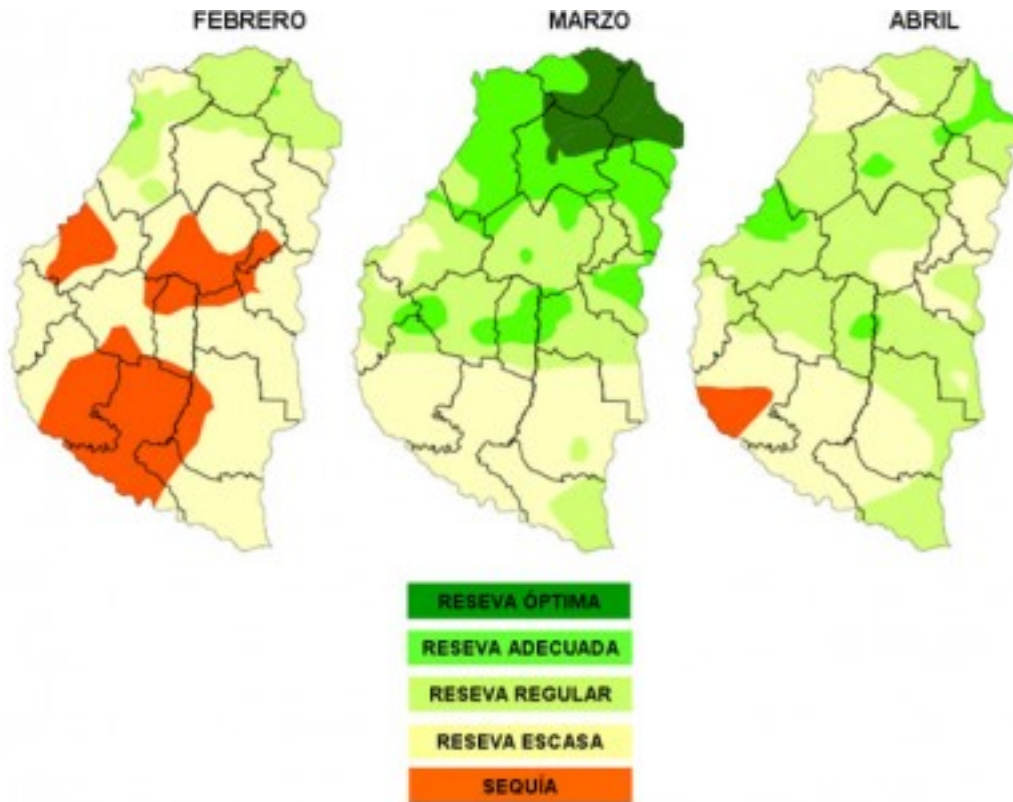 FEBRERO
MARZO
ABRIL
RESEVA ÓPTIMA
RESEVA ADECUADA
RESEVA REGULAR
RESEVA ESCASA
SEQUÍA